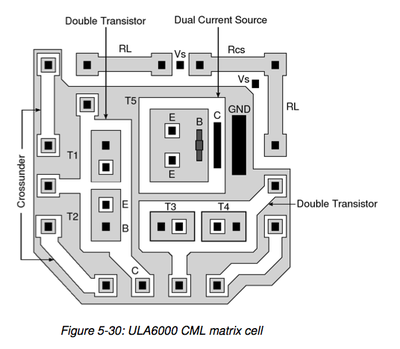 Double Transistor
Dual Current Source
RL
Vs
Rcs
Vs
T5
GND
RL
E
B
C
Crossunder
T1
E
T2
E
T3
T4
Double Transistor
B
C
Figure 5-30: ULA6000 CML matrix cell